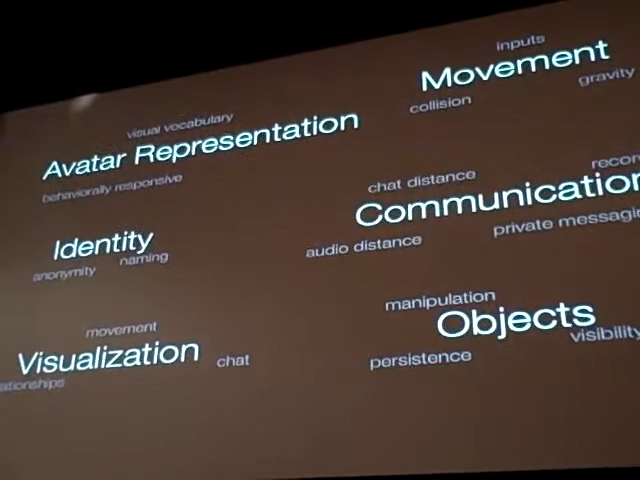 inputs
Movement
gravity
collision
visual vocabulary
Avatar Representation
behaviorally responsive
chat distance
Communication
private messagi
audio distance
Identity
naming
anonymity
manipulation
Objects
visibility
persistence
movement
Visualization
chat
ationships